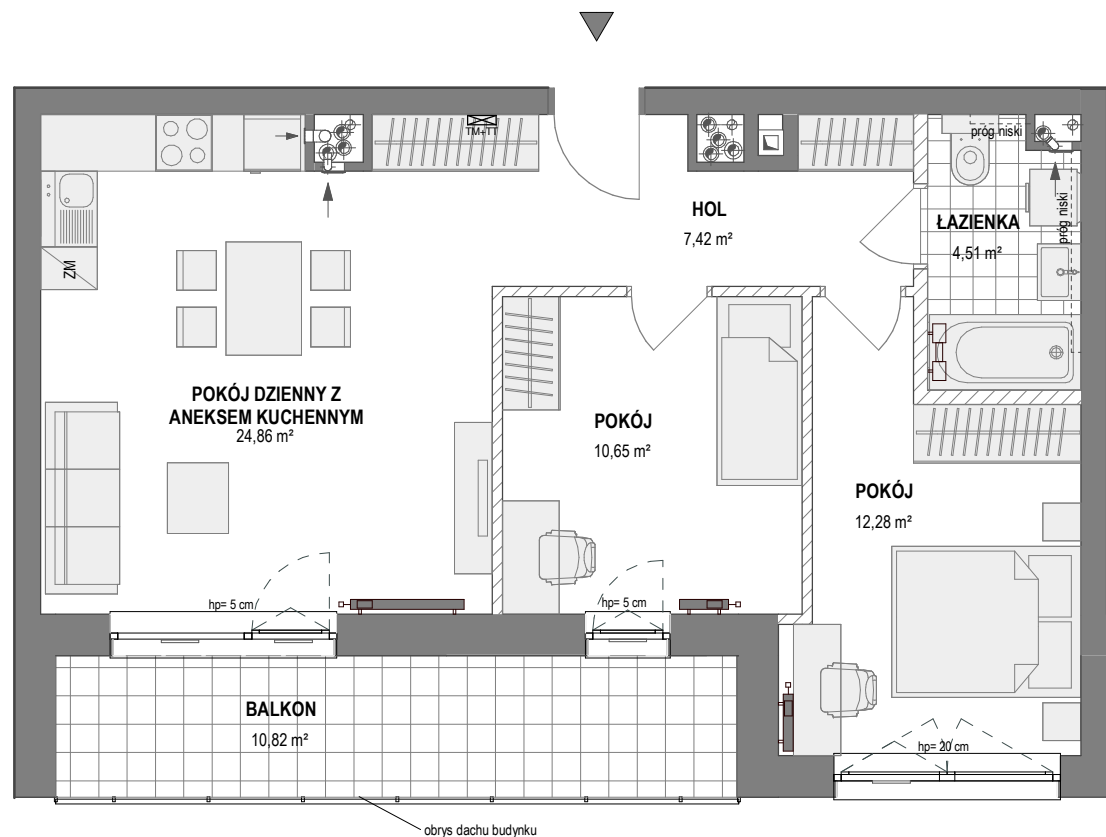 TM+TT
próg niski
HOL
7,42 m²
ŁAZIENKA
4,51 m²
próg niski
ZM
POKÓJ DZIENNY Z
ANEKSEM KUCHENNYM
24,86 m²
POKÓJ
10,65 m²
POKÓJ
12,28 m²
hp= 5 cm
hp= 5 cm
BALKON
10,82 m²
hp= 20 cm
obrys dachu budynku